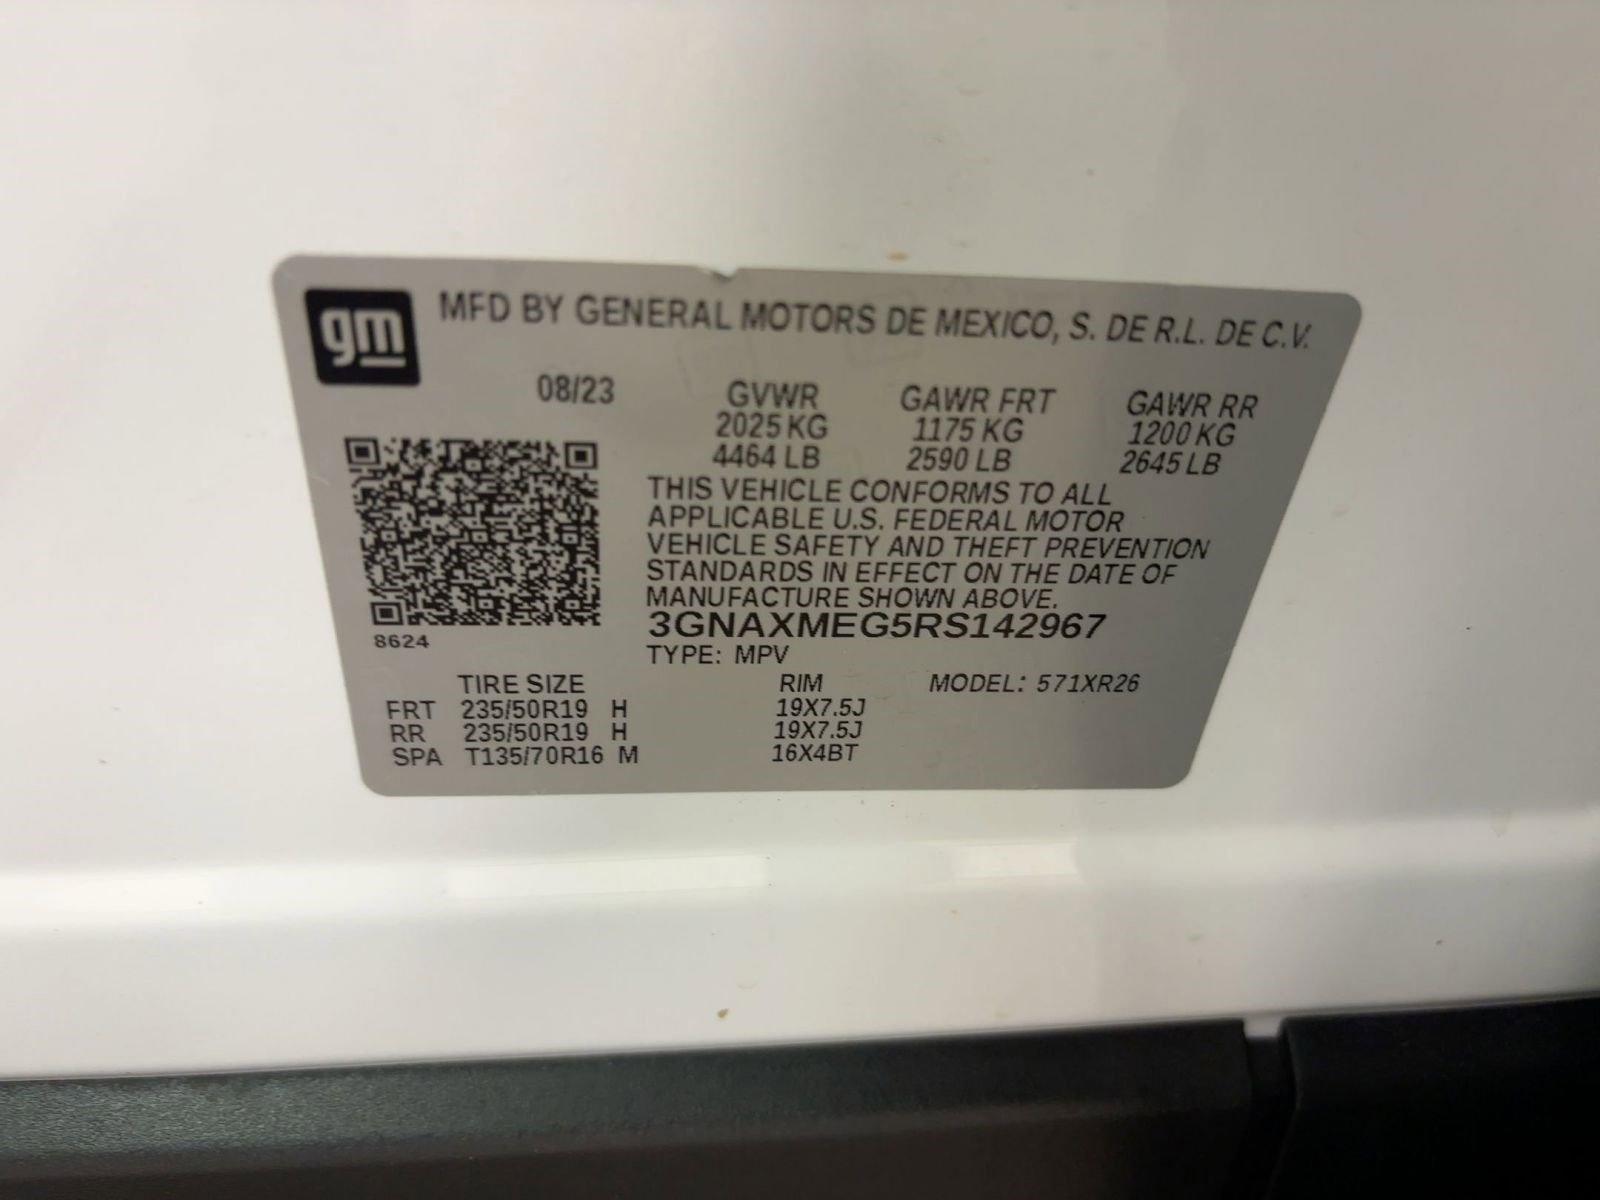 gm MFD BY GENERAL MOTORS DE MEXICO, S. DE R.L. DE C.V.
08/23 GVWR GAWR FRT GAWR RR
2025 KG 1175 KG 1200 KG
4464 LB 2590 LB 2645 LB
THIS VEHICLE CONFORMS TO ALL
APPLICABLE U.S. FEDERAL MOTOR
VEHICLE SAFETY AND THEFT PREVENTION
STANDARDS IN EFFECT ON THE DATE OF
MANUFACTURE SHOWN ABOVE.
3GNAXMEG5RS142967
8624
TYPE: MPV
TIRE SIZE RIM MODEL: 571XR26
FRT 235/50R19 H 19X7.5J
RR 235/50R19 H 19X7.5J
SPA T135/70R16 M 16X4BT